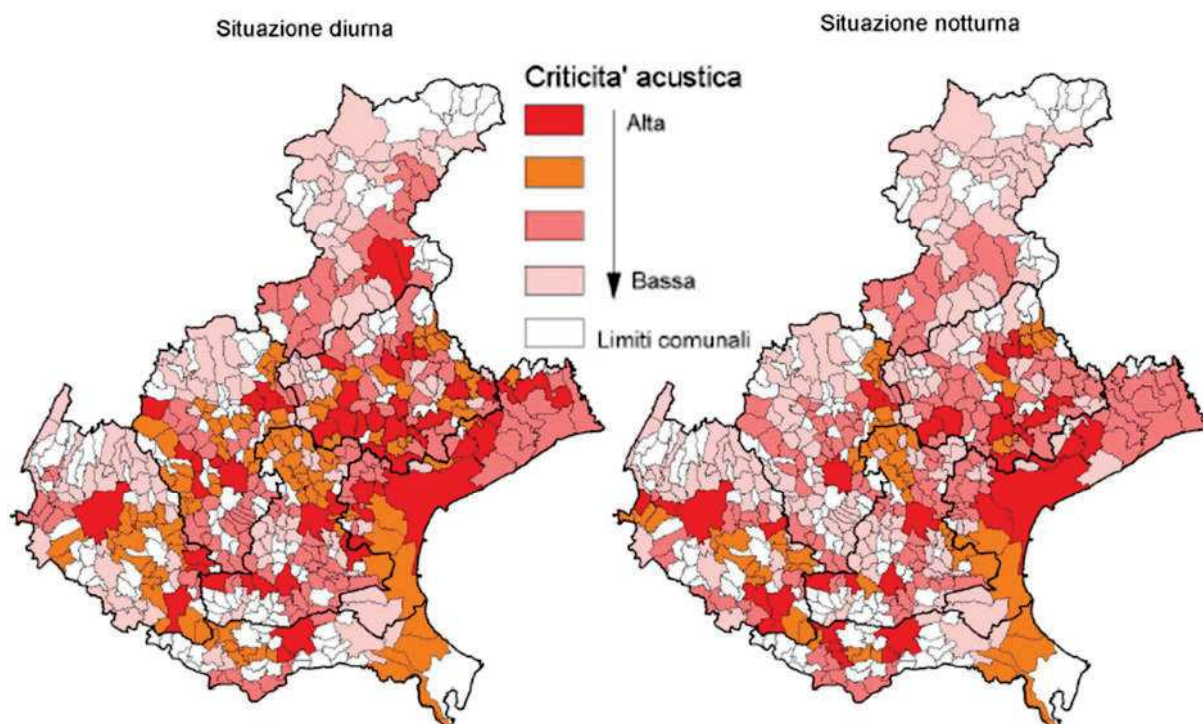 Situazione diurna
Situazione notturna
Criticita' acustica
Alta
Bassa
Limiti comunali